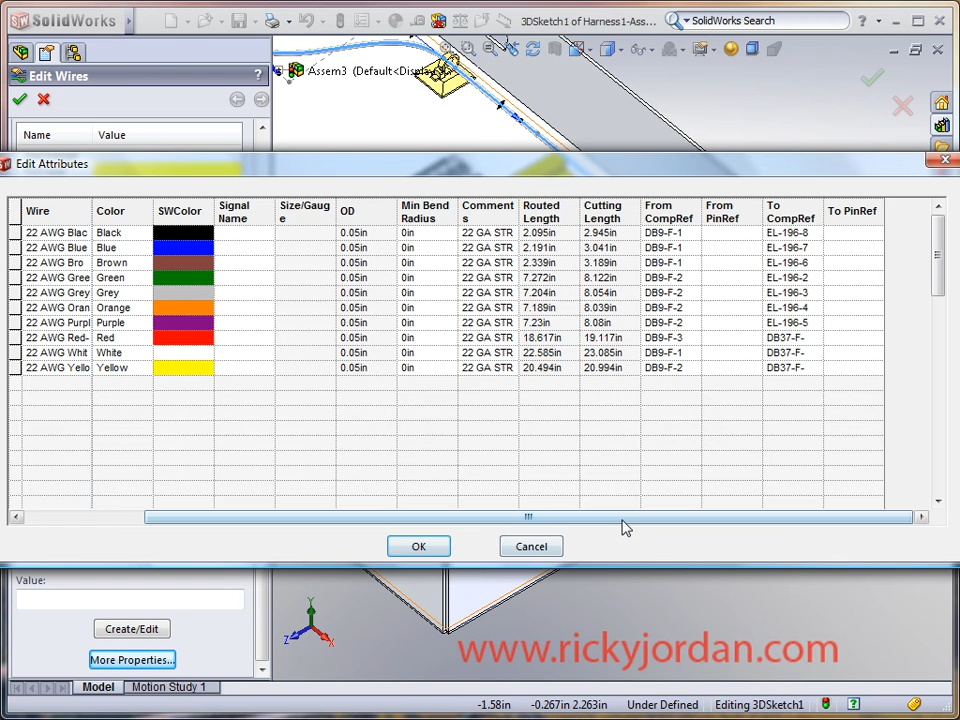 SolidWorks
3DSketch1 of Harness1-Ass...
SolidWorks Search
Edit Wires
?
Assem3 (Default<Display
Name Value
Edit Attributes
Wire Color SWColor Signal Name Size/Gauge OD Min Bend Radius Comments Routed Length Cutting Length From CompRef From PinRef To CompRef To PinRef
22 AWG Blac Black 0.05in 0in 22 GA STR 2.095in 2.945in DB9-F-1 EL-196-8
22 AWG Blue Blue 0.05in 0in 22 GA STR 2.191in 3.041in DB9-F-1 EL-196-7
22 AWG Bro Brown 0.05in 0in 22 GA STR 2.339in 3.189in DB9-F-1 EL-196-6
22 AWG Gree Green 0.05in 0in 22 GA STR 7.272in 8.122in DB9-F-2 EL-196-2
22 AWG Grey Grey 0.05in 0in 22 GA STR 7.204in 8.054in DB9-F-2 EL-196-3
22 AWG Oran Orange 0.05in 0in 22 GA STR 7.189in 8.039in DB9-F-2 EL-196-4
22 AWG Purpl Purple 0.05in 0in 22 GA STR 7.23in 8.08in DB9-F-2 EL-196-5
22 AWG Red- Red 0.05in 0in 22 GA STR 18.617in 19.117in DB9-F-3 DB37-F-
22 AWG Whit White 0.05in 0in 22 GA STR 22.585in 23.085in DB9-F-1 DB37-F-
22 AWG Yello Yellow 0.05in 0in 22 GA STR 20.494in 20.994in DB9-F-2 DB37-F-
OK Cancel
Value:
Create/Edit
More Properties...
Y
Z X
www.rickyjordan.com
Model Motion Study 1
-1.58in -0.267in 2.263in Under Defined Editing 3DSketch1